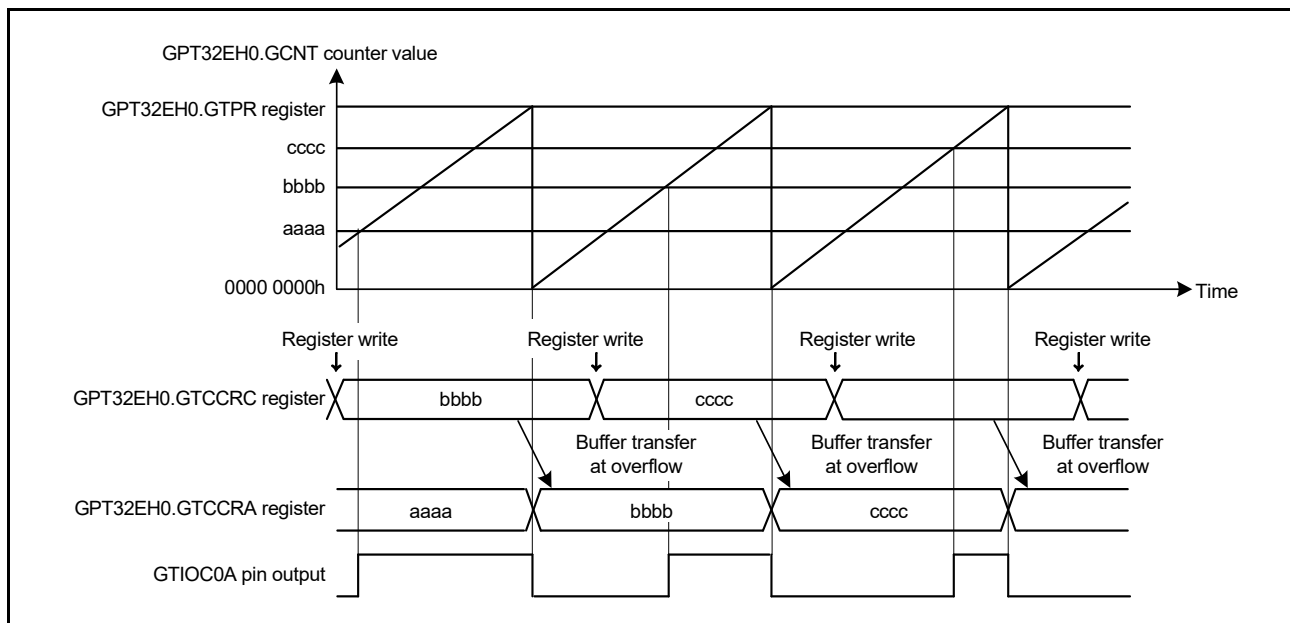 GPT32EH0.GCNT counter value
GPT32EH0.GTPR register
cccc
bbbb
aaaa
0000 0000h
Time
Register write
Register write
Register write
Register write
GPT32EH0.GTCCRC register
bbbb
cccc
Buffer transfer
at overflow
Buffer transfer
at overflow
Buffer transfer
at overflow
GPT32EH0.GTCCRA register
aaaa
bbbb
cccc
GTIOC0A pin output